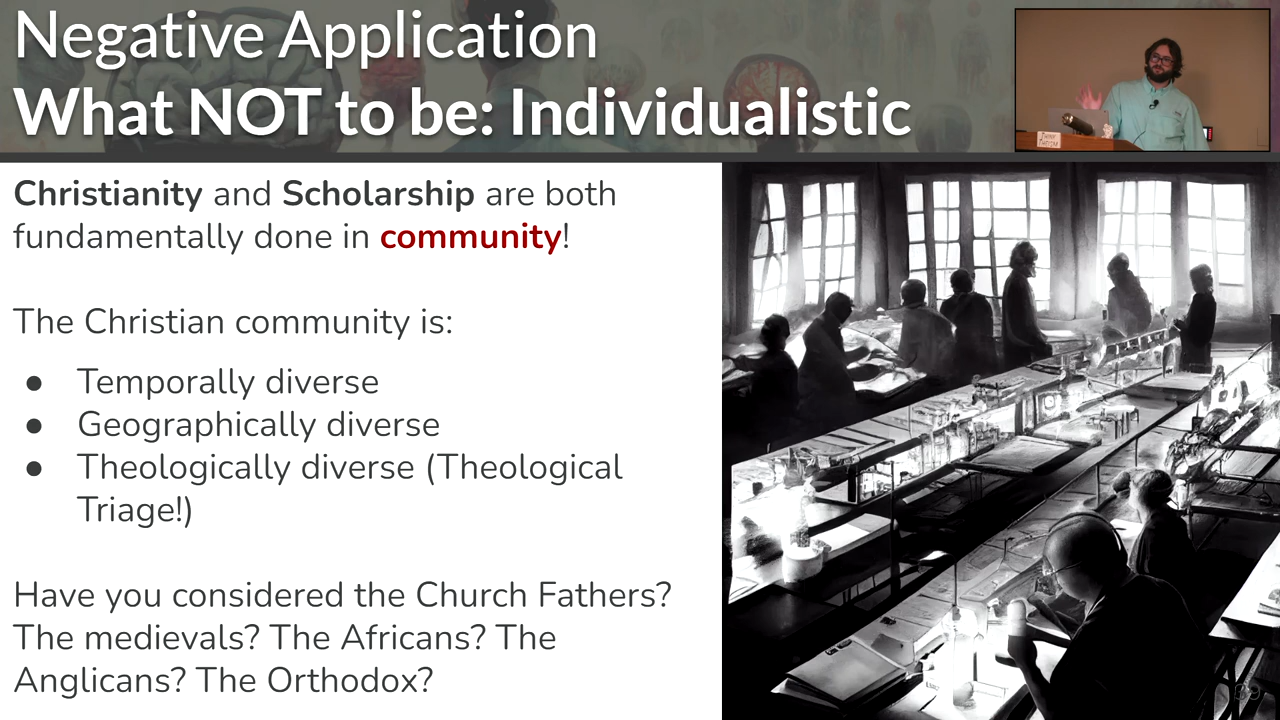 Negative Application
What NOT to be: Individualistic
Christianity and Scholarship are both
fundamentally done in community!
The Christian community is:
● Temporally diverse
● Geographically diverse
● Theologically diverse (Theological
Triage!)
Have you considered the Church Fathers?
The medievals? The Africans? The
Anglicans? The Orthodox?